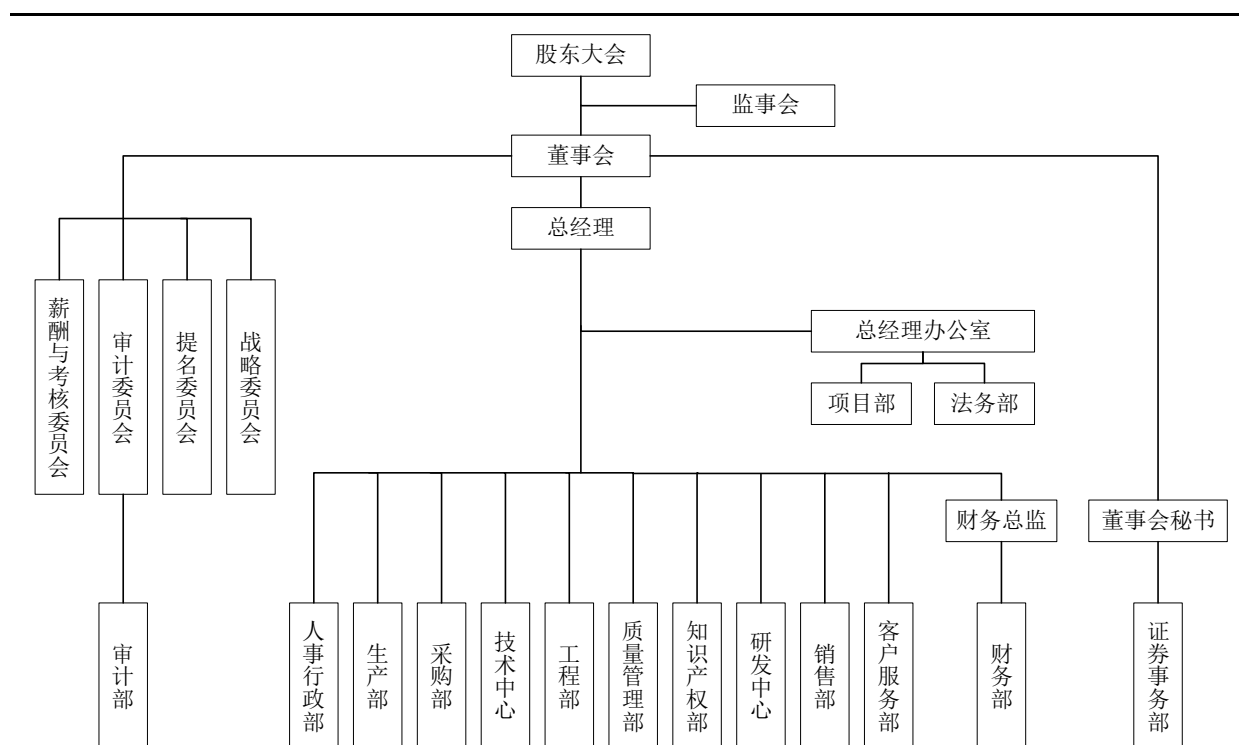 股东大会
监事会
董事会
总经理
薪酬与考核委员会
审计委员会
提名委员会
战略委员会
总经理办公室
项目部
法务部
财务总监
董事会秘书
审计部
人事行政部
生产部
采购部
技术中心
工程部
质量管理部
知识产权部
研发中心
销售部
客户服务部
财务部
证券事务部